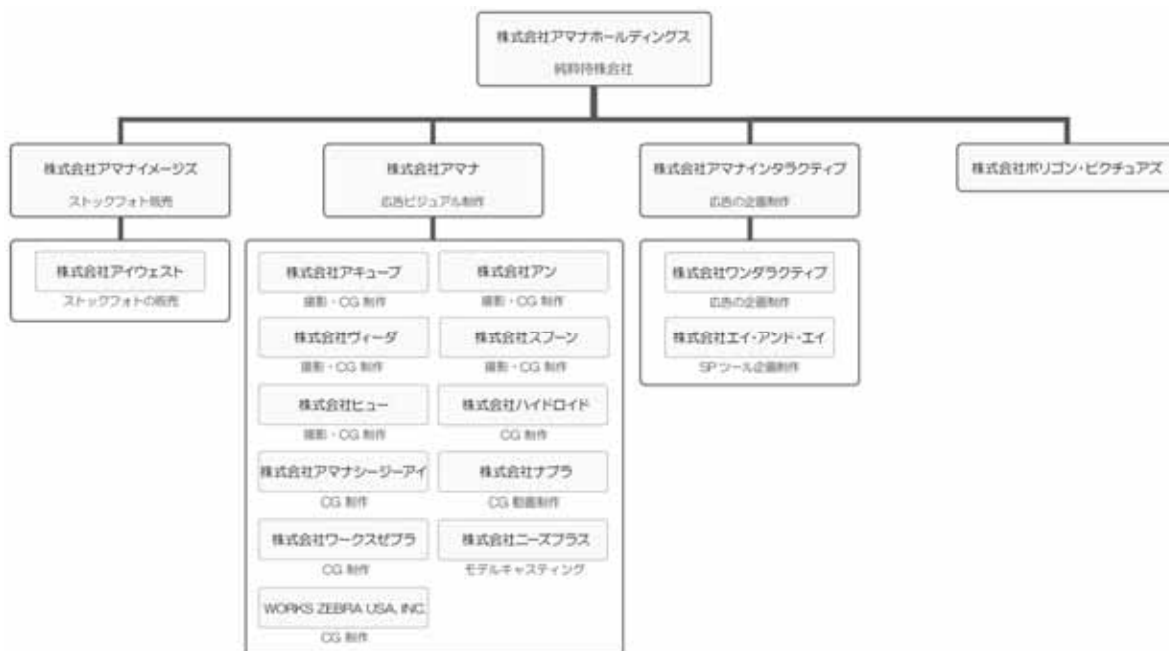 株式会社アマナホールディングス
純粋持株会社
株式会社アマナイメージズ
ストックフォト販売
株式会社アイウェスト
ストックフォトの販売
株式会社アマナ
広告ビジュアル制作
株式会社アキューブ
撮影・CG 制作
株式会社アン
撮影・CG 制作
株式会社ヴィーダ
撮影・CG 制作
株式会社スプーン
撮影・CG 制作
株式会社ヒュー
撮影・CG 制作
株式会社ハイドロイド
CG 制作
株式会社アマナシージーアイ
CG 制作
株式会社ナブラ
CG 動画制作
株式会社ワークスゼブラ
CG 制作
株式会社ニーズプラス
モデルキャスティング
WORKS ZEBRA USA, INC.
CG 制作
株式会社アマナインタラクティブ
広告の企画制作
株式会社ワンダラクティブ
広告の企画制作
株式会社エイ・アンド・エイ
SPツール企画制作
株式会社ポリゴン・ピクチュアズ